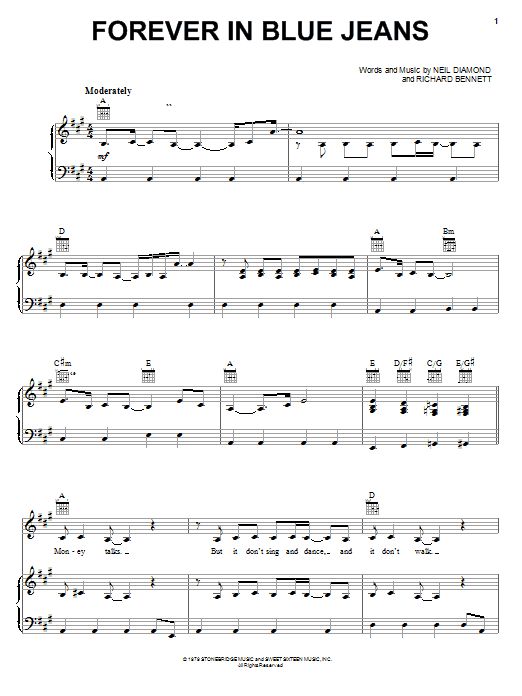 FOREVER IN BLUE JEANS
1
Words and Music by NEIL DIAMOND
and RICHARD BENNETT
Moderately
A
mf
D A Bm
C#m E A E D/F# C/G E/G#
A D
Mon - ey talks. But it don't sing and dance, and it don't walk.
© 1979 STONEBRIDGE MUSIC and SWEET SIXTEEN MUSIC, INC.
All Rights Reserved